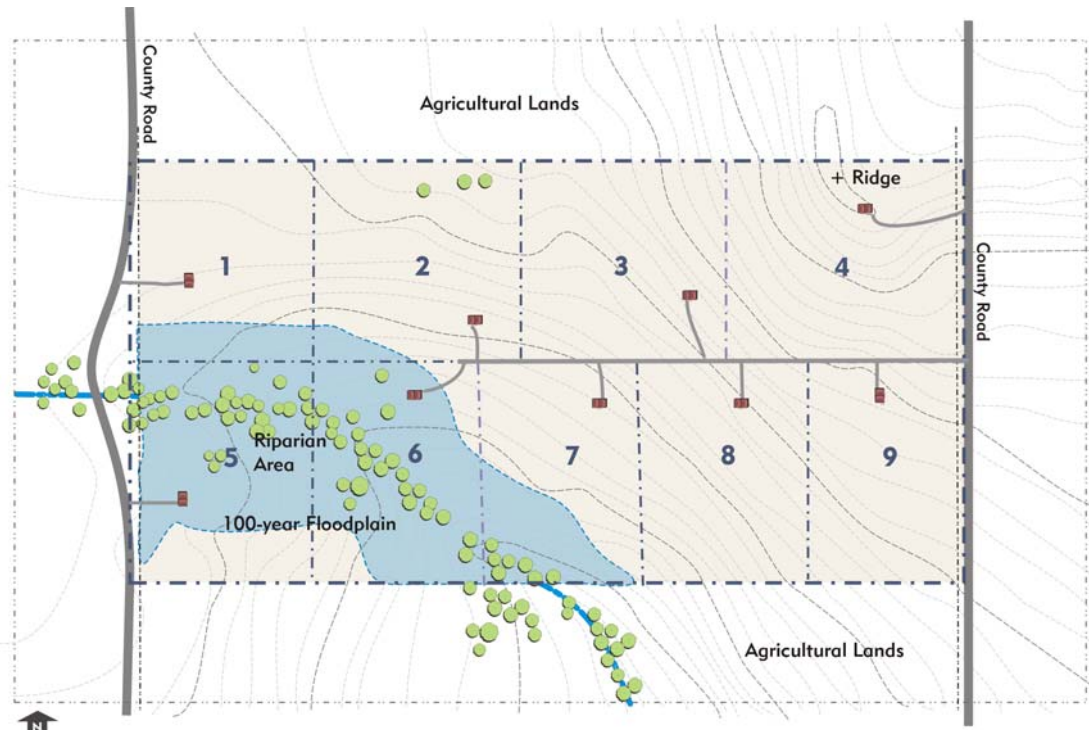 County Road
Agricultural Lands
+ Ridge
1
2
3
4
County Road
Riparian
Area
5
6
7
8
9
100-year Floodplain
Agricultural Lands
N